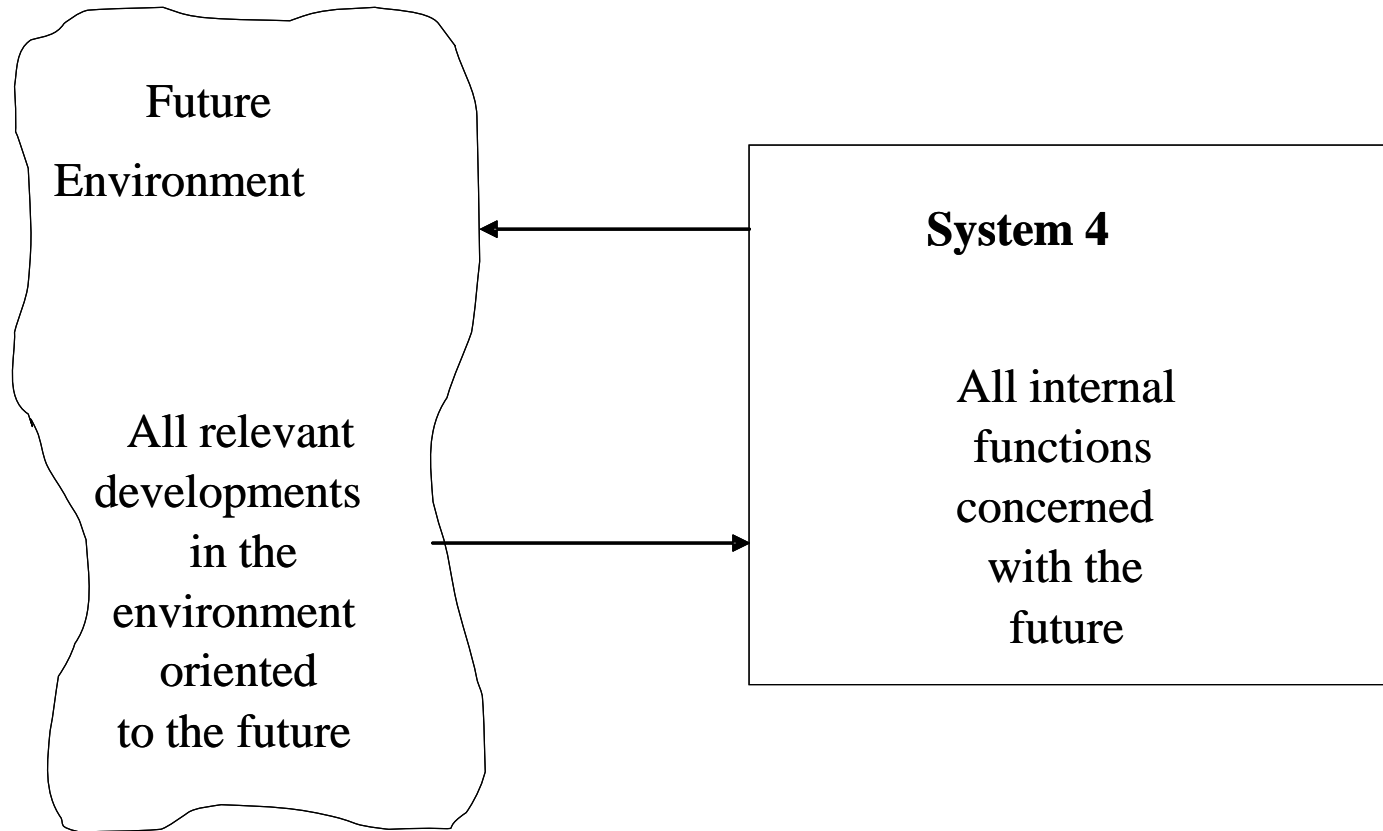 Future
Environment
All relevant
developments
in the
environment
oriented
to the future
System 4
All internal
functions
concerned
with the
future